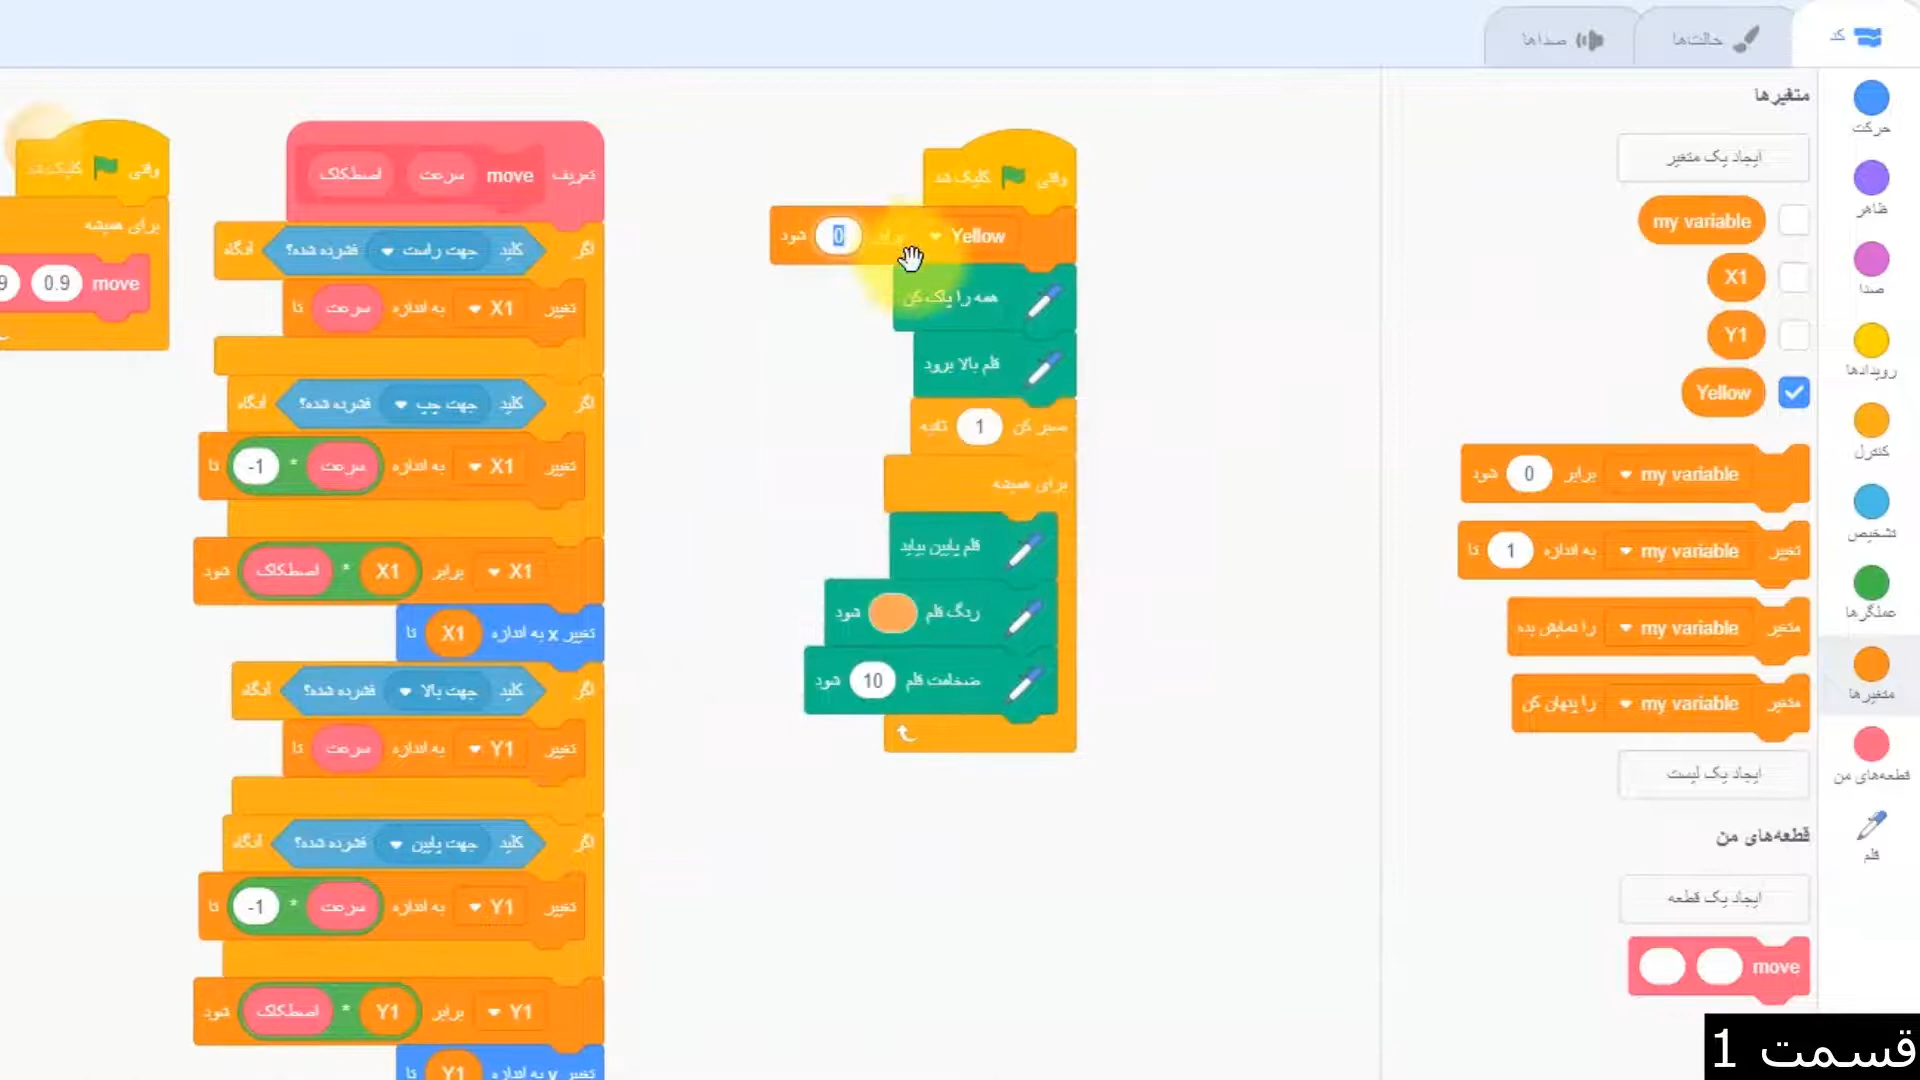 کد
حالت‌ها
صداها
حرکت
ظاهر
صدا
رویدادها
کنترل
تشخیص
عملگرها
متغیرها
قطعه‌های من
قلم
متغیرها
ایجاد یک متغیر
my variable
X1
Y1
Yellow
my variable برابر 0 شود
تغییر my variable به اندازه 1 تا
متغیر my variable را نمایش بده
متغیر my variable را پنهان کن
ایجاد یک لیست
قطعه‌های من
ایجاد یک قطعه
move
وقتی کلیک شد
Yellow برابر 0 شود
همه را پاک کن
قلم بالا برود
صبر کن 1 ثانیه
برای همیشه
قلم پایین بیاید
رنگ قلم شود
ضخامت قلم 10 شود
تعریف move سرعت اصطکاک
اگر کلید جهت راست فشرده شده؟ آنگاه
تغییر X1 به اندازه سرعت تا
اگر کلید جهت چپ فشرده شده؟ آنگاه
تغییر X1 به اندازه سرعت * -1 تا
X1 برابر X1 * اصطکاک شود
تغییر x به اندازه X1 تا
اگر کلید جهت بالا فشرده شده؟ آنگاه
تغییر Y1 به اندازه سرعت تا
اگر کلید جهت پایین فشرده شده؟ آنگاه
تغییر Y1 به اندازه سرعت * -1 تا
Y1 برابر Y1 * اصطکاک شود
تغییر y به اندازه Y1 تا
وقتی کلیک شد
برای همیشه
move 0.9
قسمت 1